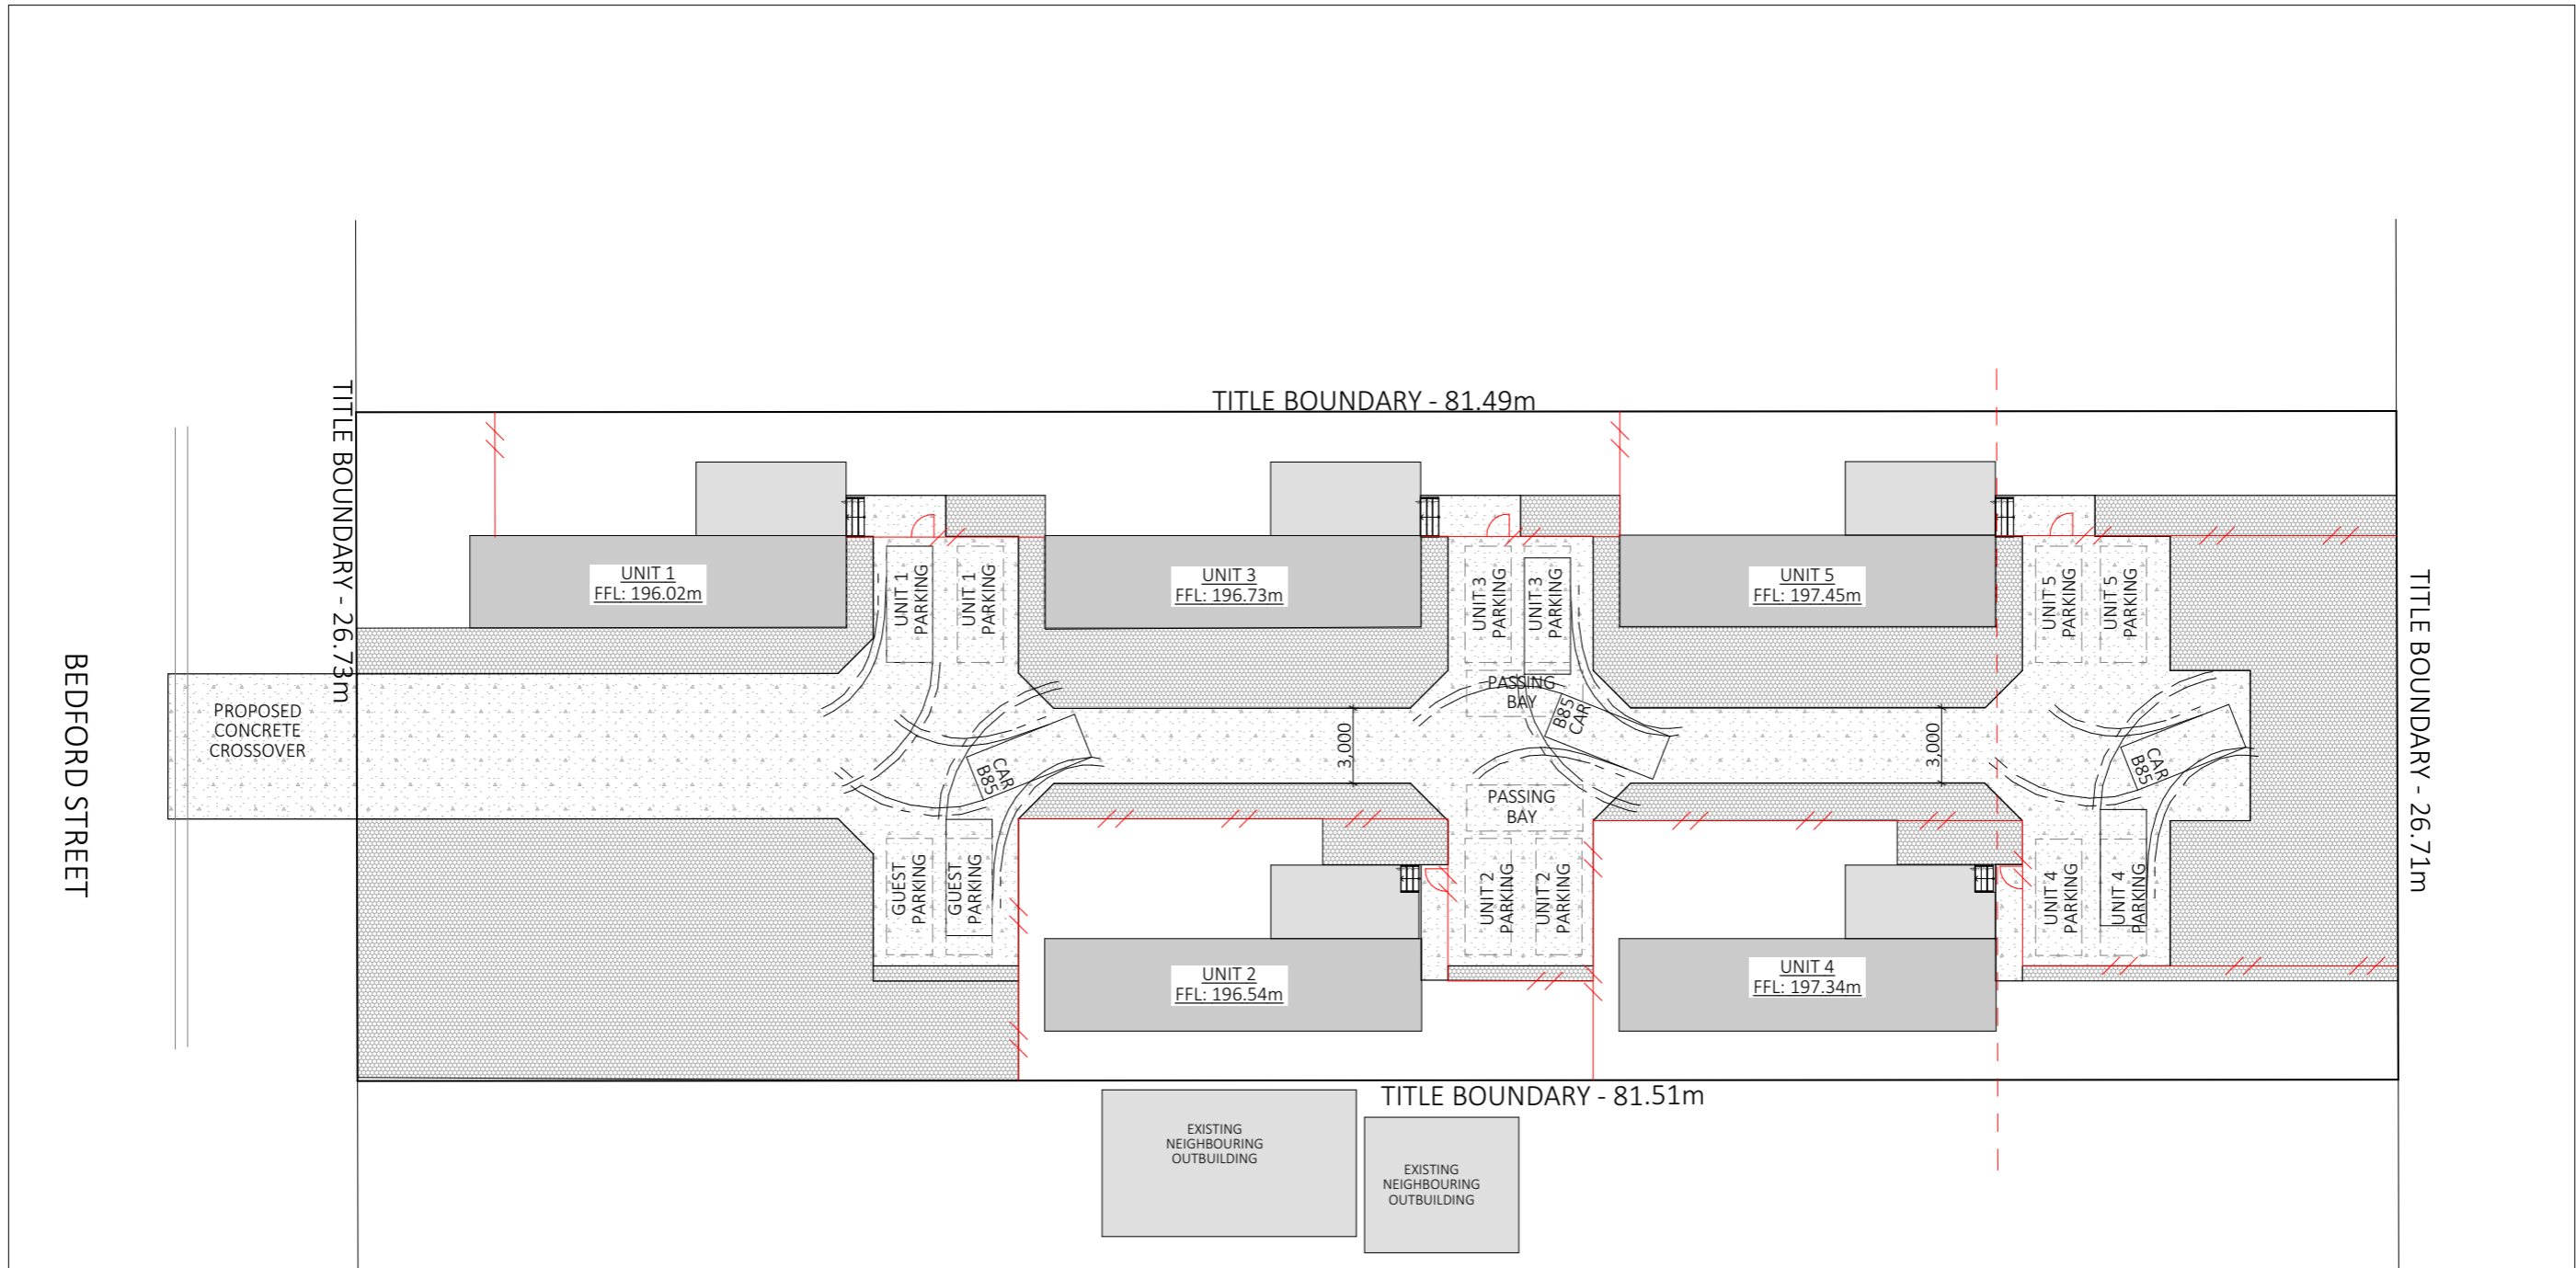 TITLE BOUNDARY - 81.49m
TITLE BOUNDARY - 26.73m
BEDFORD STREET
PROPOSED
CONCRETE
CROSSOVER
UNIT 1
FFL: 196.02m
UNIT 1
PARKING
UNIT 1
PARKING
UNIT 3
FFL: 196.73m
UNIT 3
PARKING
UNIT 3
PARKING
UNIT 5
FFL: 197.45m
UNIT 5
PARKING
UNIT 5
PARKING
TITLE BOUNDARY - 26.71m
CAR
B85
3,000
PASSING
BAY
B85
CAR
PASSING
BAY
3,000
CAR
B85
GUEST
PARKING
GUEST
PARKING
UNIT 2
FFL: 196.54m
UNIT 2
PARKING
UNIT 2
PARKING
UNIT 4
FFL: 197.34m
UNIT 4
PARKING
UNIT 4
PARKING
TITLE BOUNDARY - 81.51m
EXISTING
NEIGHBOURING
OUTBUILDING
EXISTING
NEIGHBOURING
OUTBUILDING